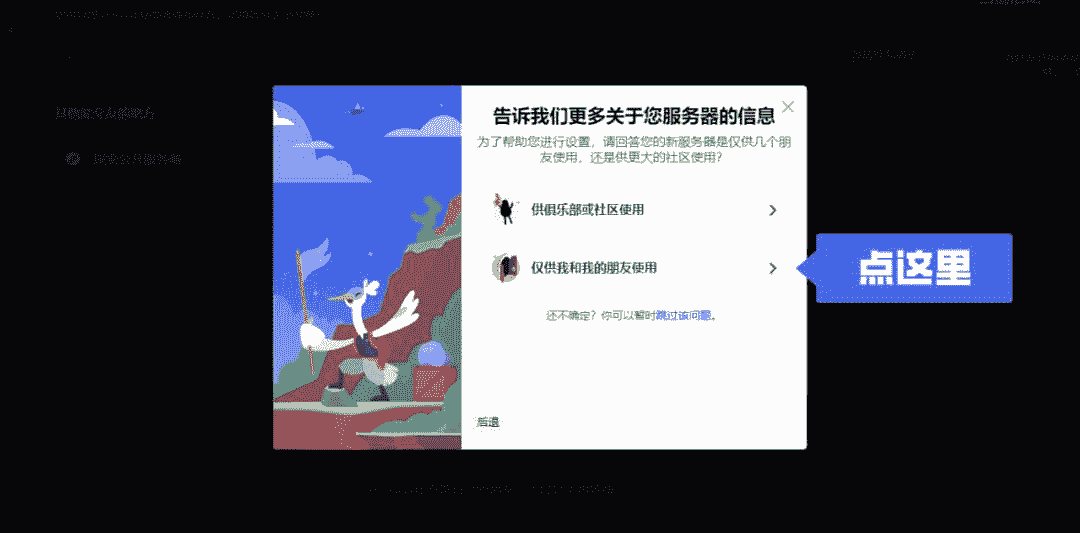 告诉我们更多关于您服务器的信息
为了帮助您进行设置，请回答您的新服务器是仅供几个朋
友使用，还是供更大的社区使用?
供俱乐部或社区使用
仅供我和我的朋友使用
点这里
还不确定？你可以暂时跳过该问题。
后退